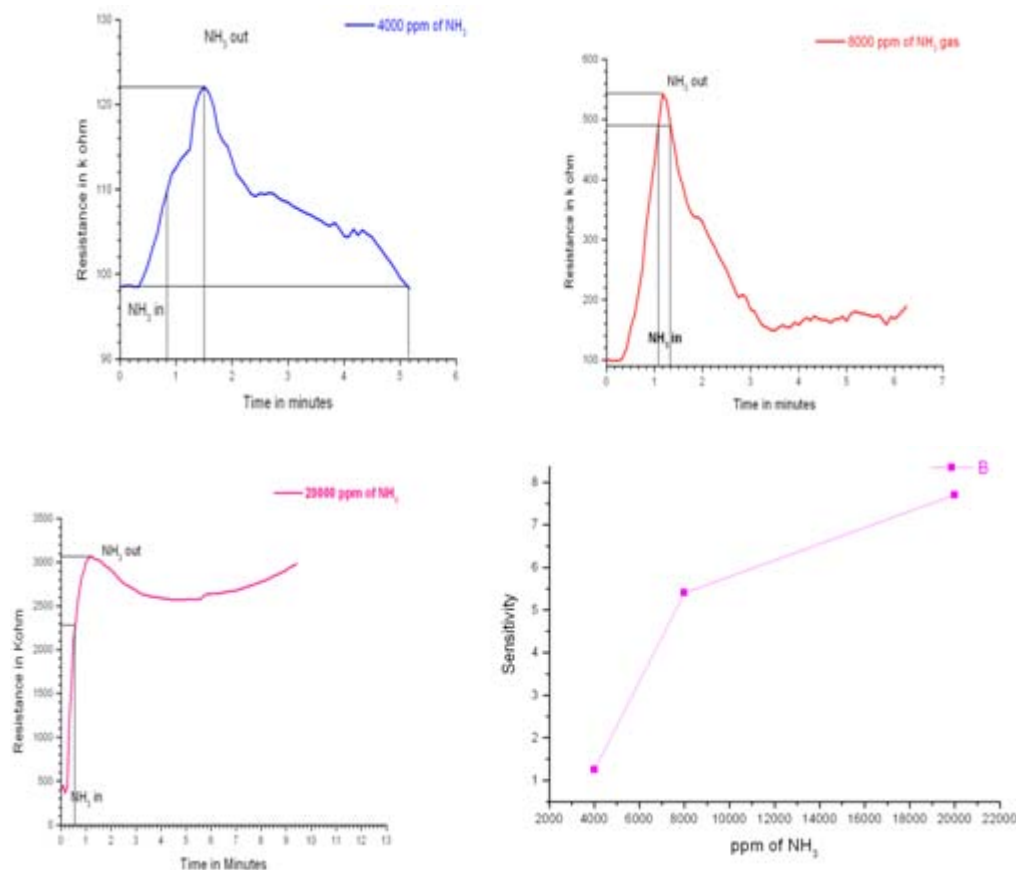 4000 ppm of NH3
NH3 out
NH3 in
Resistance in k ohm
130
120
110
100
90
0 1 2 3 4 5 6
Time in minutes
8000 ppm of NH3 gas
NH3 out
NH3 in
Resistance in k ohm
600
500
400
300
200
100
0 1 2 3 4 5 6 7
Time in minutes
20000 ppm of NH3
NH3 out
NH3 in
Resistance in Kohm
3500
3000
2500
2000
1500
1000
500
0
0 1 2 3 4 5 6 7 8 9 10 11 12 13
Time in Minutes
B
Sensitivity
8
7
6
5
4
3
2
1
2000 4000 6000 8000 10000 12000 14000 16000 18000 20000 22000
ppm of NH3